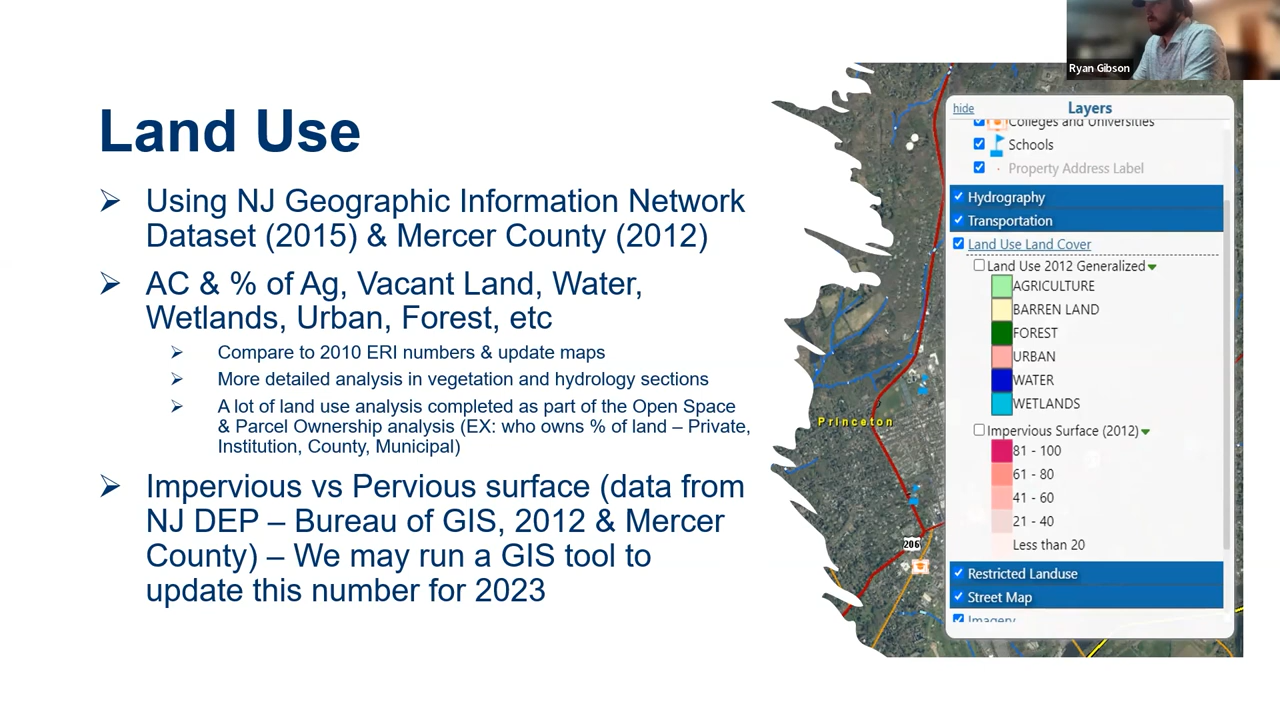 Ryan Gibson
Land Use
Using NJ Geographic Information Network
Dataset (2015) & Mercer County (2012)
AC & % of Ag, Vacant Land, Water,
Wetlands, Urban, Forest, etc
Compare to 2010 ERI numbers & update maps
More detailed analysis in vegetation and hydrology sections
A lot of land use analysis completed as part of the Open Space
& Parcel Ownership analysis (EX: who owns % of land – Private,
Institution, County, Municipal)
Impervious vs Pervious surface (data from
NJ DEP – Bureau of GIS, 2012 & Mercer
County) – We may run a GIS tool to
update this number for 2023
Princeton
206
hide Layers
Colleges and Universities
Schools
Property Address Label
Hydrography
Transportation
Land Use Land Cover
Land Use 2012 Generalized
AGRICULTURE
BARREN LAND
FOREST
URBAN
WATER
WETLANDS
Impervious Surface (2012)
81 - 100
61 - 80
41 - 60
21 - 40
Less than 20
Restricted Landuse
Street Map
Imagery